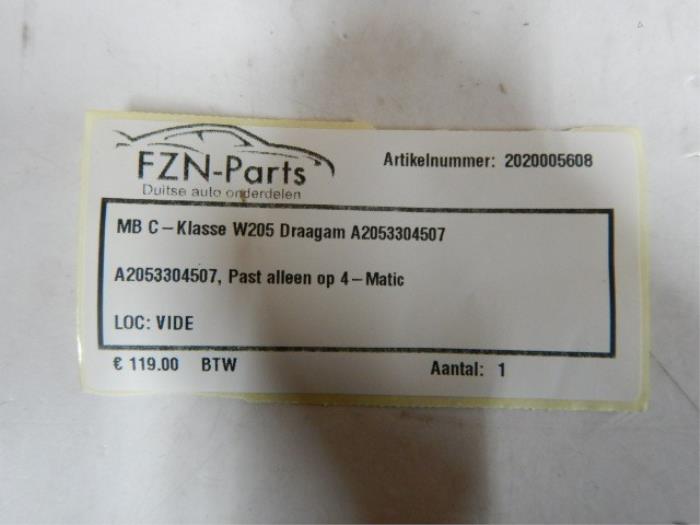 FZN-Parts
Duitse auto onderdelen
Artikelnummer: 2020005608
MB C-Klasse W205 Draagam A2053304507
A2053304507, Past alleen op 4-Matic
LOC: VIDE
€ 119.00 BTW
Aantal: 1